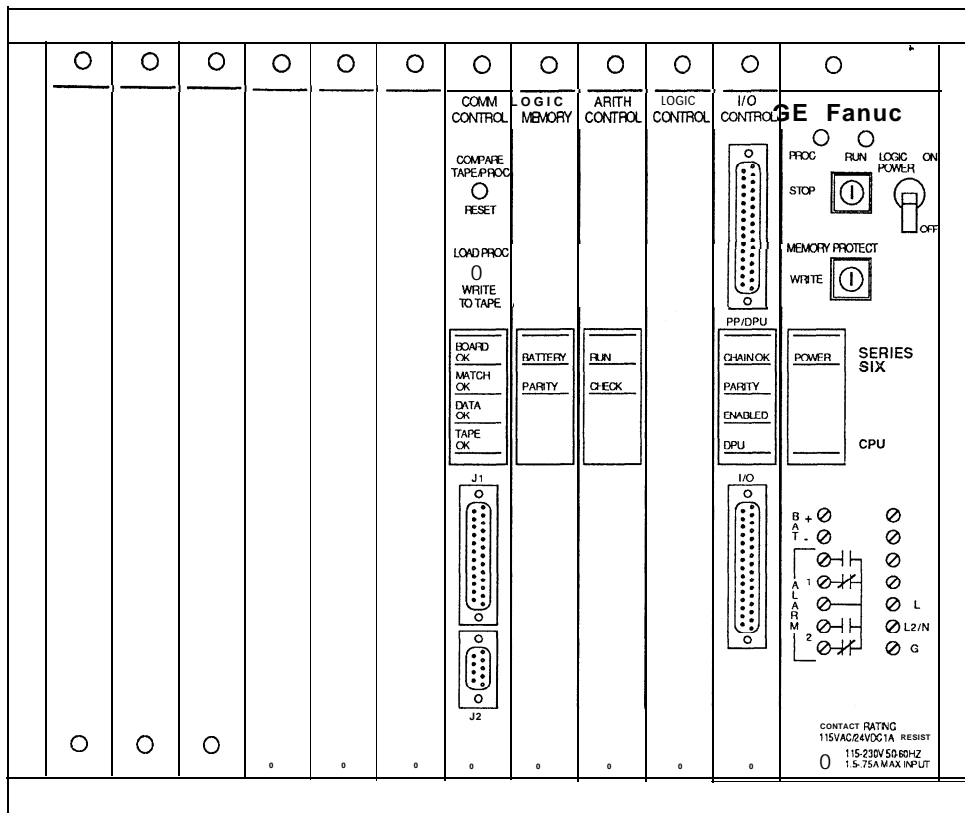 COMM
CONTROL
LOGIC
MEMORY
ARITH
CONTROL
LOGIC
CONTROL
I/O
CONTROL
GE Fanuc
COMPARE
TAPE/PROC
RESET
LOAD PROC
0
WRITE
TO TAPE
PROC
RUN
LOGIC
POWER
ON
STOP
OFF
MEMORY PROTECT
WRITE
PP/DPU
BOARD
OK
MATCH
OK
DATA
OK
TAPE
OK
BATTERY
PARITY
RUN
CHECK
CHAIN OK
PARITY
ENABLED
DPU
POWER
SERIES
SIX
CPU
J1
J2
I/O
BAT
+
-
ALARM
1
2
L
L2/N
G
CONTACT RATING
115VAC/24VDC1A RESIST
0
115-230V 50-60HZ
1.5-.75A MAX INPUT